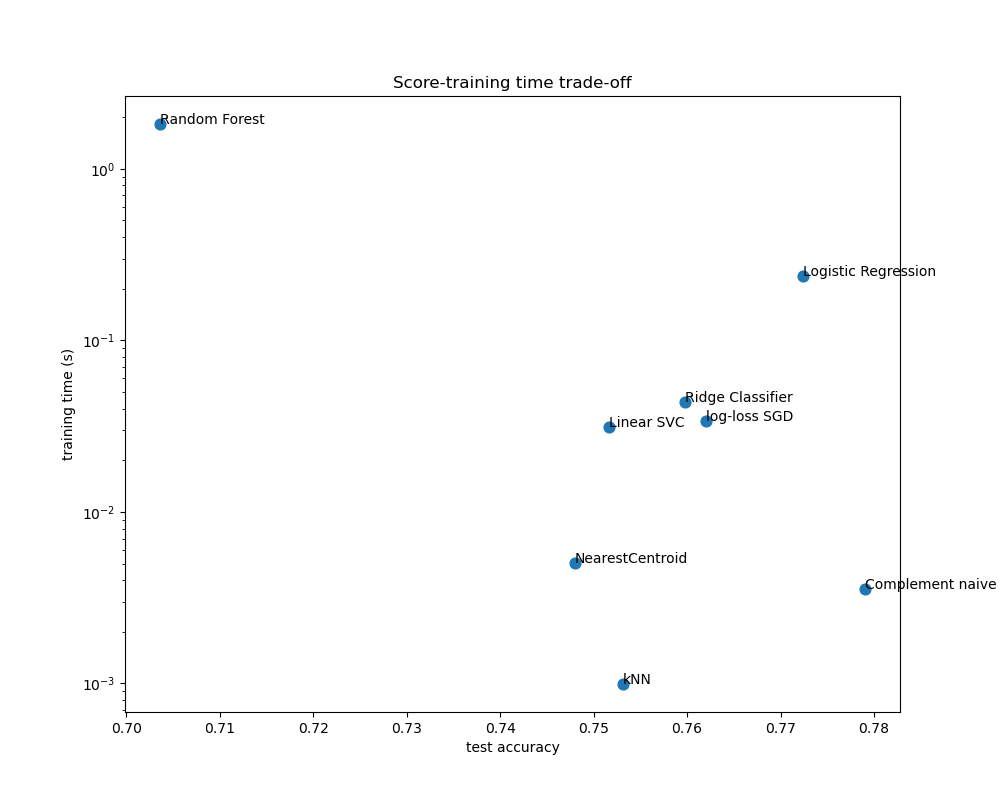 Score-training time trade-off
Random Forest
Logistic Regression
Ridge Classifier
log-loss SGD
Linear SVC
NearestCentroid
Complement naive
kNN
training time (s)
10⁰
10⁻¹
10⁻²
10⁻³
0.70 0.71 0.72 0.73 0.74 0.75 0.76 0.77 0.78
test accuracy